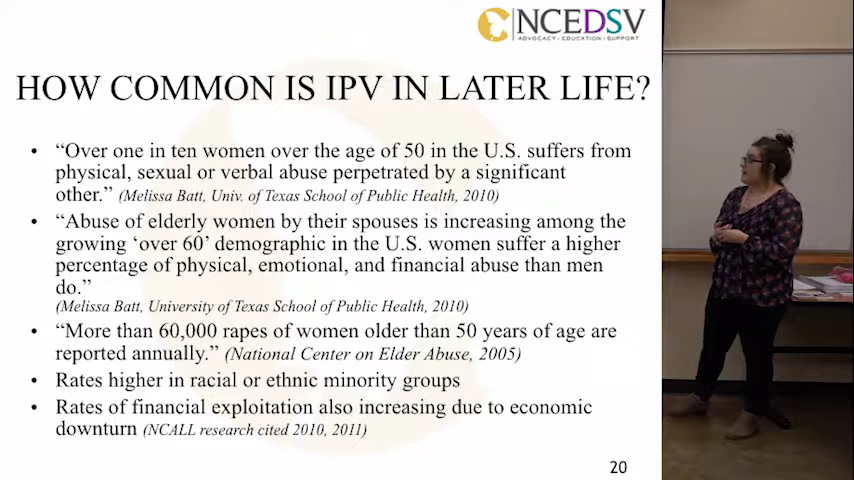 NCEDSV
ADVOCACY • EDUCATION • SUPPORT
HOW COMMON IS IPV IN LATER LIFE?
• “Over one in ten women over the age of 50 in the U.S. suffers from
physical, sexual or verbal abuse perpetrated by a significant
other.” (Melissa Batt, Univ. of Texas School of Public Health, 2010)
• “Abuse of elderly women by their spouses is increasing among the
growing ‘over 60’ demographic in the U.S. women suffer a higher
percentage of physical, emotional, and financial abuse than men
do.”
(Melissa Batt, University of Texas School of Public Health, 2010)
• “More than 60,000 rapes of women older than 50 years of age are
reported annually.” (National Center on Elder Abuse, 2005)
• Rates higher in racial or ethnic minority groups
• Rates of financial exploitation also increasing due to economic
downturn (NCALL research cited 2010, 2011)
20